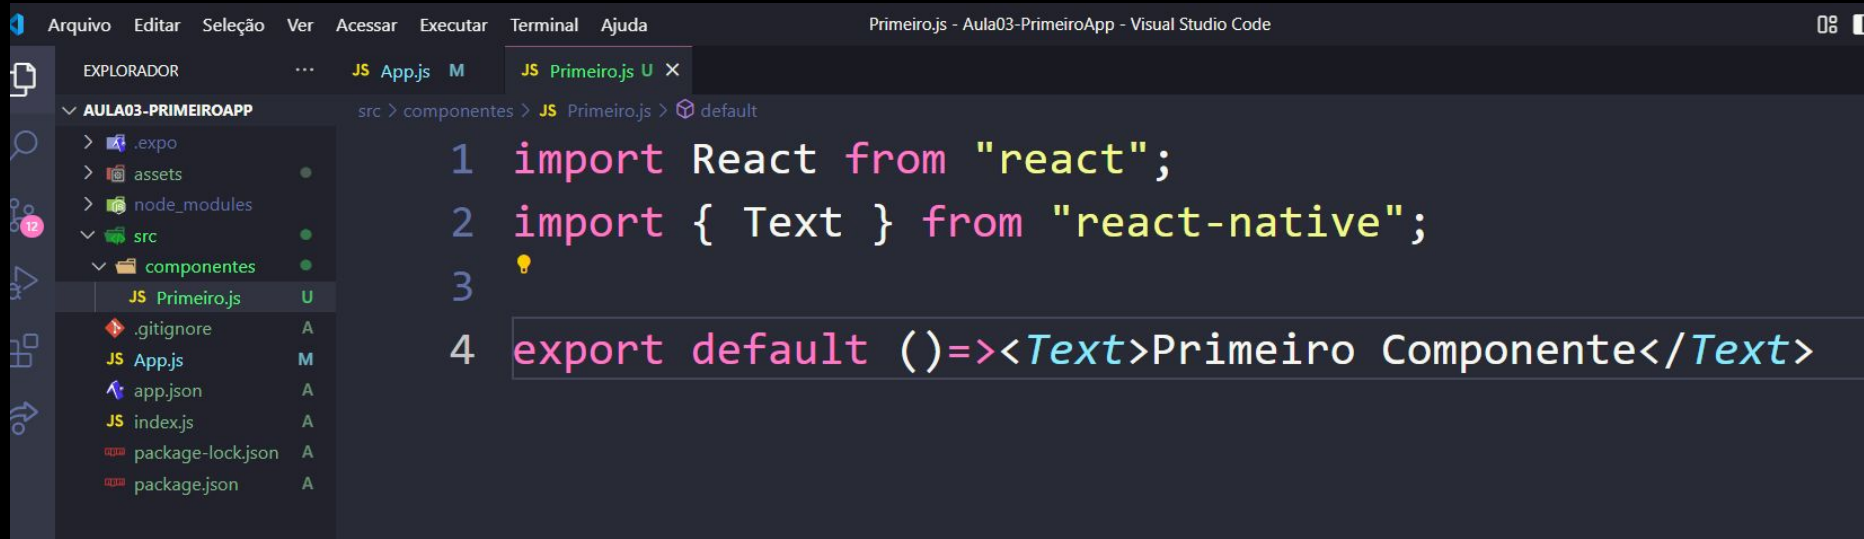 Arquivo Editar Seleção Ver Acessar Executar Terminal Ajuda Primeiro.js - Aula03-PrimeiroApp - Visual Studio Code
EXPLORADOR ···
JS App.js M JS Primeiro.js U ×
AULA03-PRIMEIROAPP
src > componentes > JS Primeiro.js > default
.expo
assets
node_modules
src
componentes
JS Primeiro.js U
.gitignore A
JS App.js M
app.json A
JS index.js A
package-lock.json A
package.json A
12
1 import React from "react";
2 import { Text } from "react-native";
3
4 export default ()=><Text>Primeiro Componente</Text>